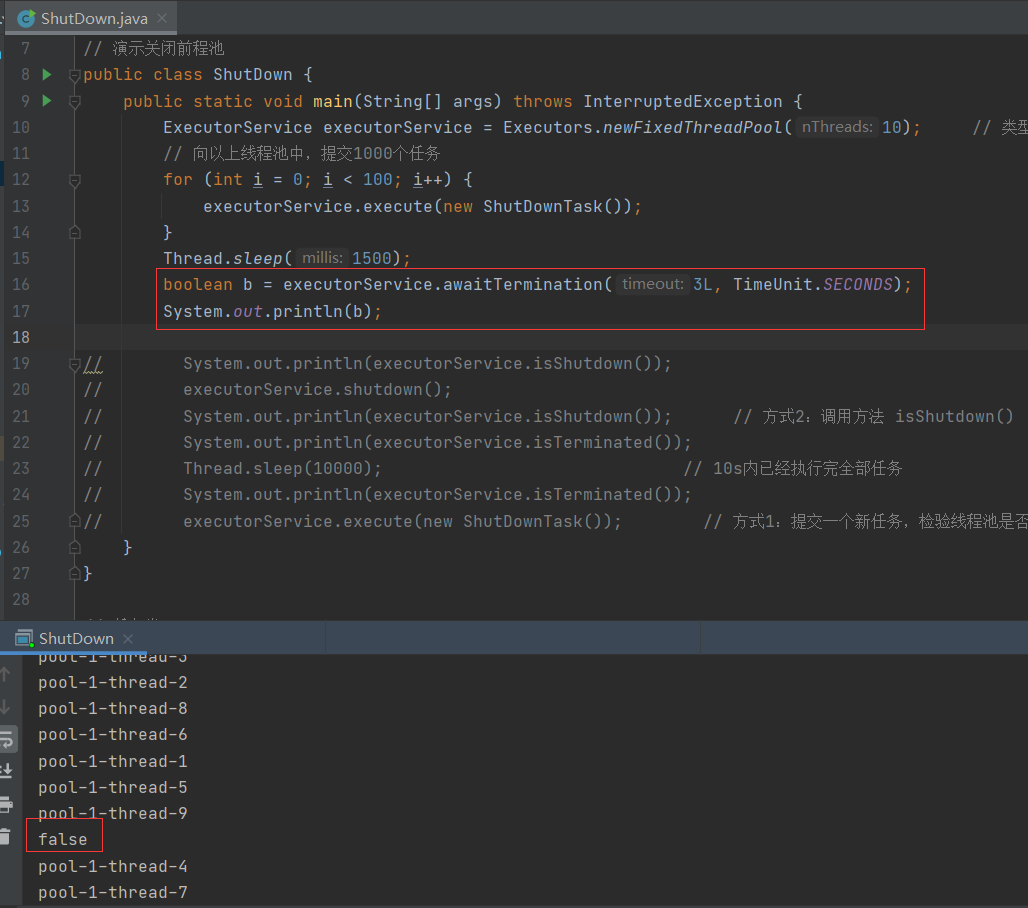 ShutDown.java
7 // 演示关闭前程池
8 public class ShutDown {
9 public static void main(String[] args) throws InterruptedException {
10 ExecutorService executorService = Executors.newFixedThreadPool( nThreads: 10); // 类型
11 // 向以上线程池中，提交1000个任务
12 for (int i = 0; i < 100; i++) {
13 executorService.execute(new ShutDownTask());
14 }
15 Thread.sleep( millis: 1500);
16 boolean b = executorService.awaitTermination( timeout: 3L, TimeUnit.SECONDS);
17 System.out.println(b);
18
19 // System.out.println(executorService.isShutdown());
20 // executorService.shutdown();
21 // System.out.println(executorService.isShutdown()); // 方式2：调用方法 isShutdown()
22 // System.out.println(executorService.isTerminated());
23 // Thread.sleep(10000); // 10s内已经执行完全部任务
24 // System.out.println(executorService.isTerminated());
25 // executorService.execute(new ShutDownTask()); // 方式1：提交一个新任务，检验线程池是否
26 }
27 }
28
ShutDown
pool-1-thread-3
pool-1-thread-2
pool-1-thread-8
pool-1-thread-6
pool-1-thread-1
pool-1-thread-5
pool-1-thread-9
false
pool-1-thread-4
pool-1-thread-7